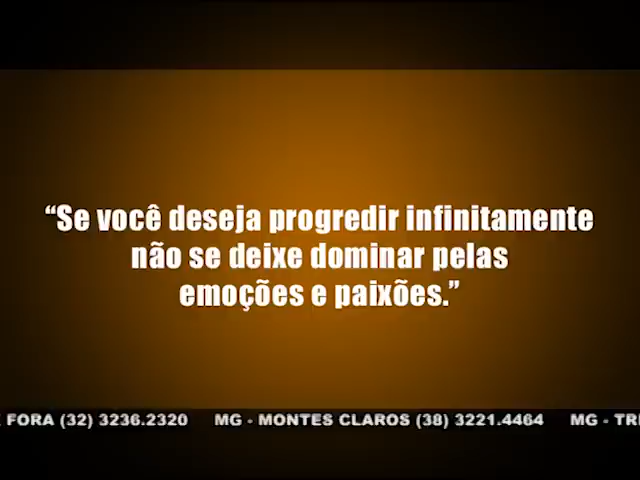 “Se você deseja progredir infinitamente
não se deixe dominar pelas
emoções e paixões.”
FORA (32) 3236.2320 MG - MONTES CLAROS (38) 3221.4464 MG -